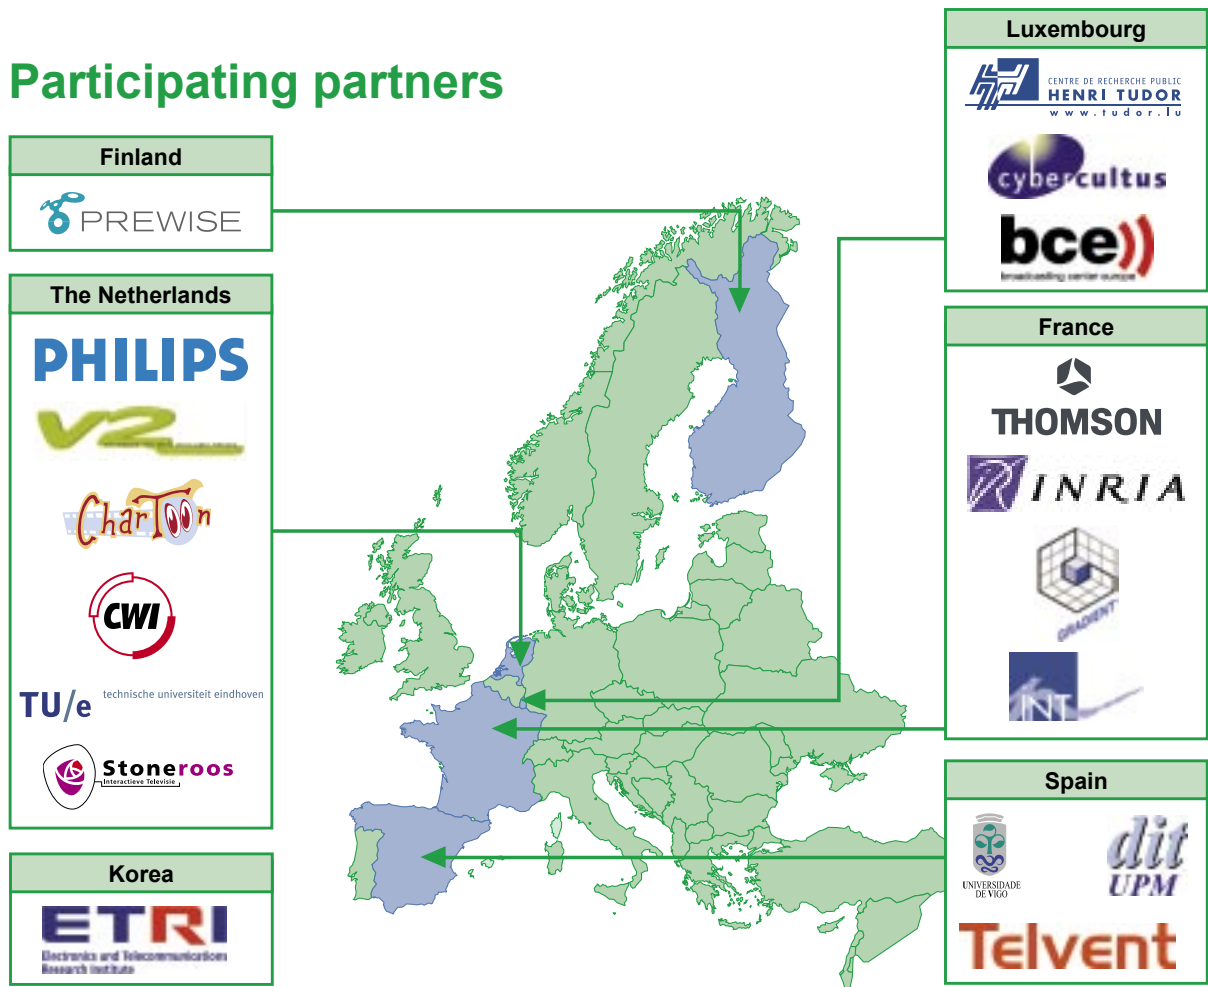 Participating partners
Finland
PREWISE
The Netherlands
PHILIPS
V2_
CharToon
CWI
TU/e technische universiteit eindhoven
Stoneroos
Interactieve Televisie
Korea
ETRI
Electronics and Telecommunications
Research Institute
Luxembourg
CENTRE DE RECHERCHE PUBLIC
HENRI TUDOR
www.tudor.lu
cybercultus
bce
broadcasting center europe
France
THOMSON
INRIA
GRADIENT
INT
Spain
UNIVERSIDADE
DE VIGO
dit
UPM
Telvent